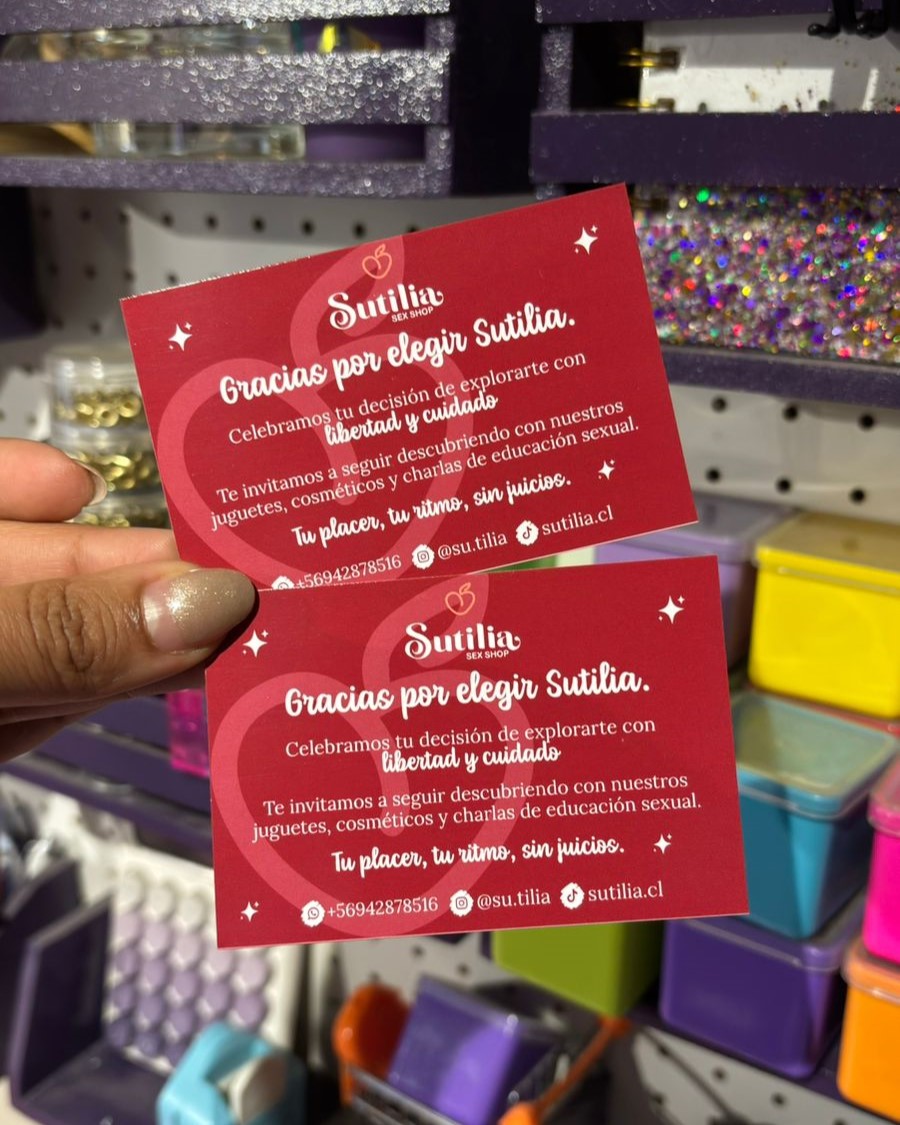 Sutilia
SEX SHOP
Gracias por elegir Sutilia.
Celebramos tu decisión de explorarte con
libertad y cuidado
Te invitamos a seguir descubriendo con nuestros
juguetes, cosméticos y charlas de educación sexual.
Tu placer, tu ritmo, sin juicios.
+56942878516 @su.tilia sutilia.cl
Sutilia
SEX SHOP
Gracias por elegir Sutilia.
Celebramos tu decisión de explorarte con
libertad y cuidado
Te invitamos a seguir descubriendo con nuestros
juguetes, cosméticos y charlas de educación sexual.
Tu placer, tu ritmo, sin juicios.
+56942878516 @su.tilia sutilia.cl